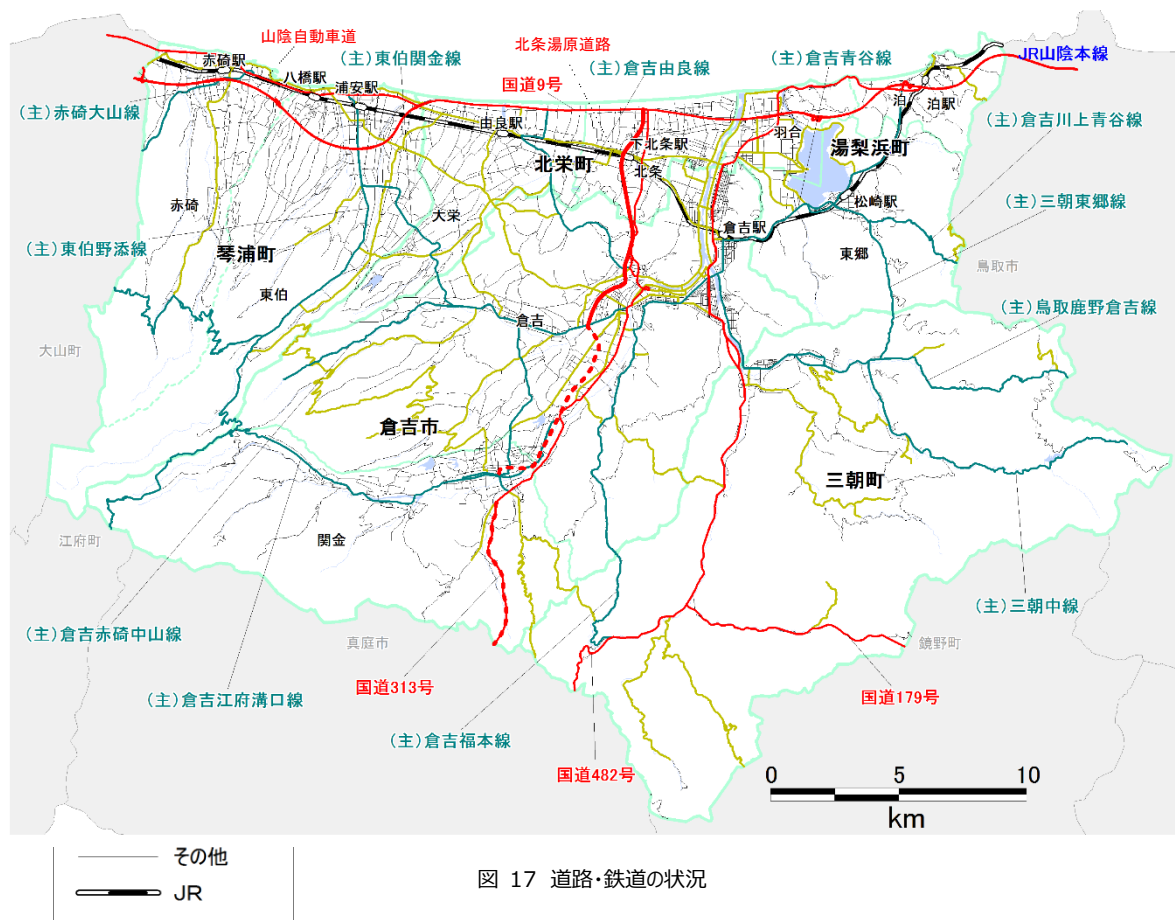 山陰自動車道
北条湯原道路
赤碕駅
(主)東伯関金線
(主)倉吉青谷線
JR山陰本線
(主)倉吉由良線
八橋駅
国道9号
浦安駅
泊
泊駅
(主)赤碕大山線
(主)倉吉川上青谷線
由良駅
羽合
下北条駅
湯梨浜町
北栄町
北条
赤碕
松崎駅
(主)三朝東郷線
大栄
倉吉駅
(主)東伯野添線
琴浦町
東郷
鳥取市
東伯
(主)鳥取鹿野倉吉線
倉吉
大山町
倉吉市
三朝町
江府町
関金
(主)三朝中線
(主)倉吉赤碕中山線
真庭市
鏡野町
国道313号
国道179号
(主)倉吉江府溝口線
(主)倉吉福本線
国道482号
0 5 10
km
その他
JR
図 17 道路・鉄道の状況